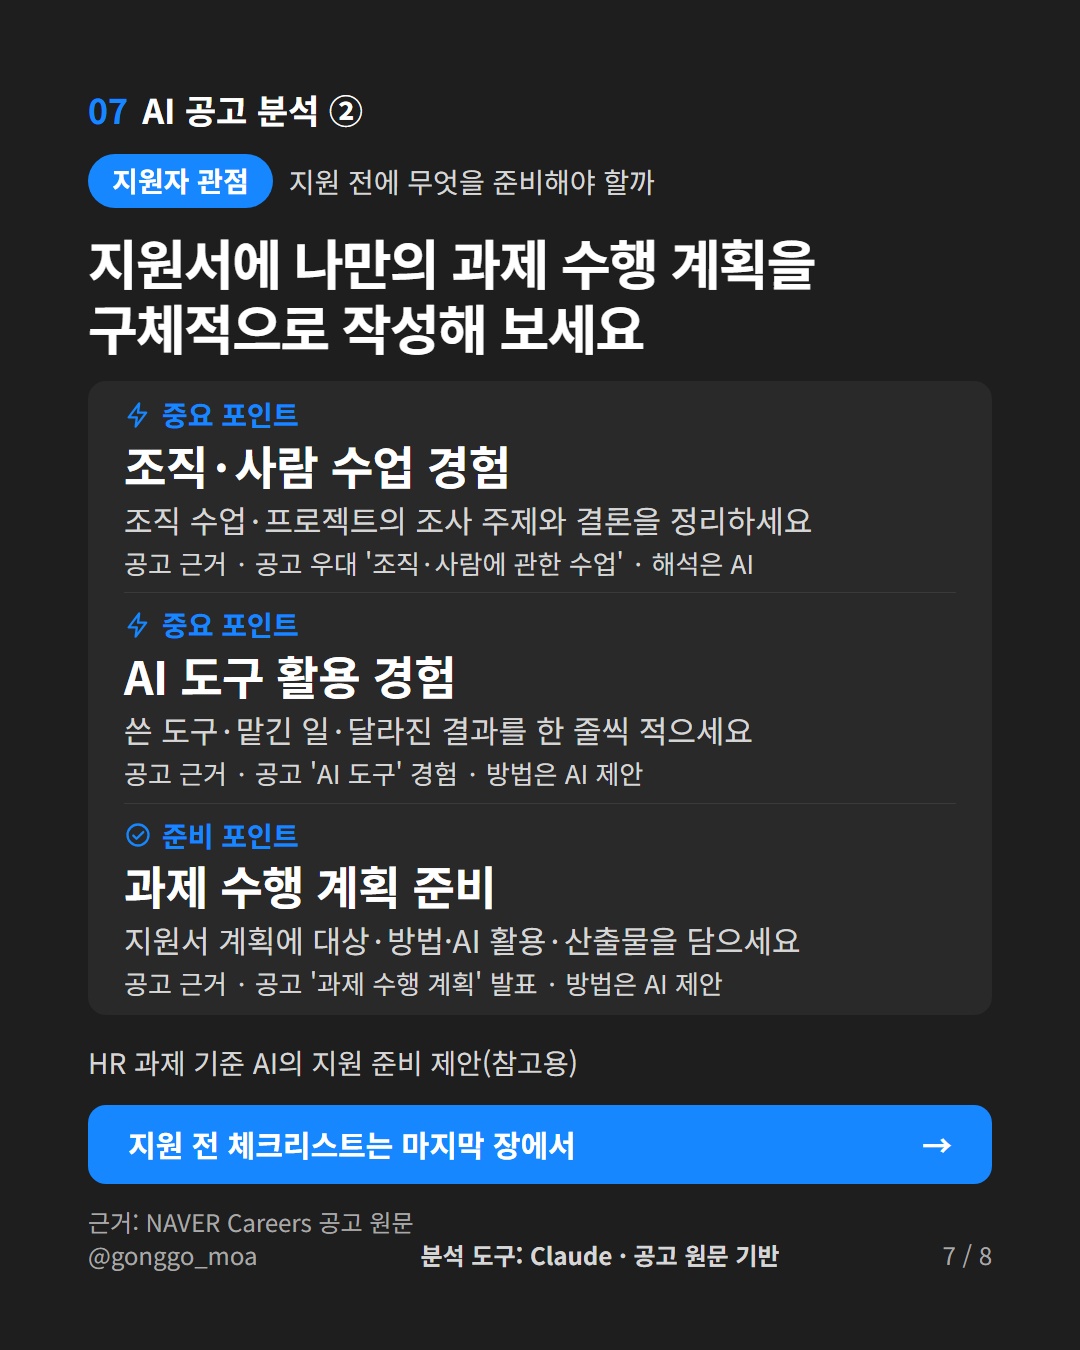 07 AI 공고 분석 ②
지원자 관점 지원 전에 무엇을 준비해야 할까
지원서에 나만의 과제 수행 계획을
구체적으로 작성해 보세요
중요 포인트
조직·사람 수업 경험
조직 수업·프로젝트의 조사 주제와 결론을 정리하세요
공고 근거 · 공고 우대 '조직·사람에 관한 수업' · 해석은 AI
중요 포인트
AI 도구 활용 경험
쓴 도구·맡긴 일·달라진 결과를 한 줄씩 적으세요
공고 근거 · 공고 'AI 도구' 경험 · 방법은 AI 제안
준비 포인트
과제 수행 계획 준비
지원서 계획에 대상·방법·AI 활용·산출물을 담으세요
공고 근거 · 공고 '과제 수행 계획' 발표 · 방법은 AI 제안
HR 과제 기준 AI의 지원 준비 제안(참고용)
지원 전 체크리스트는 마지막 장에서 →
근거: NAVER Careers 공고 원문
@gonggo_moa 분석 도구: Claude · 공고 원문 기반 7 / 8